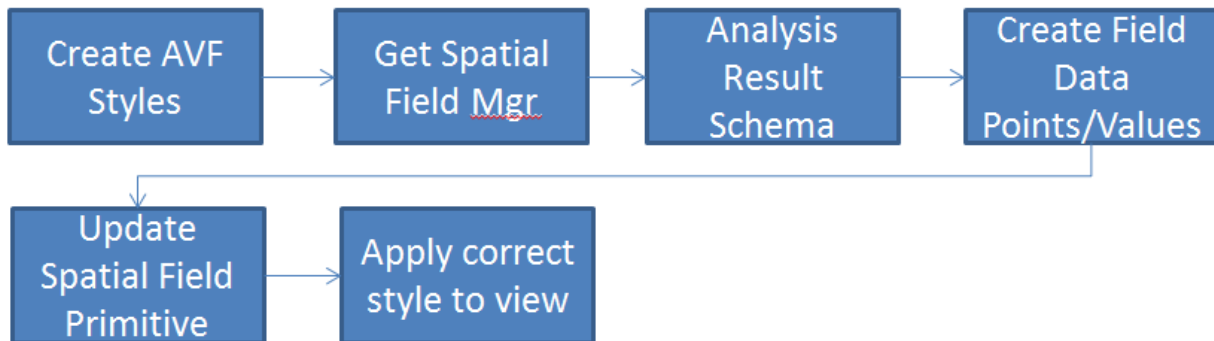 Create AVF
Styles
Get Spatial
Field Mgr
Analysis
Result
Schema
Create Field
Data
Points/Values
Update
Spatial Field
Primitive
Apply correct
style to view